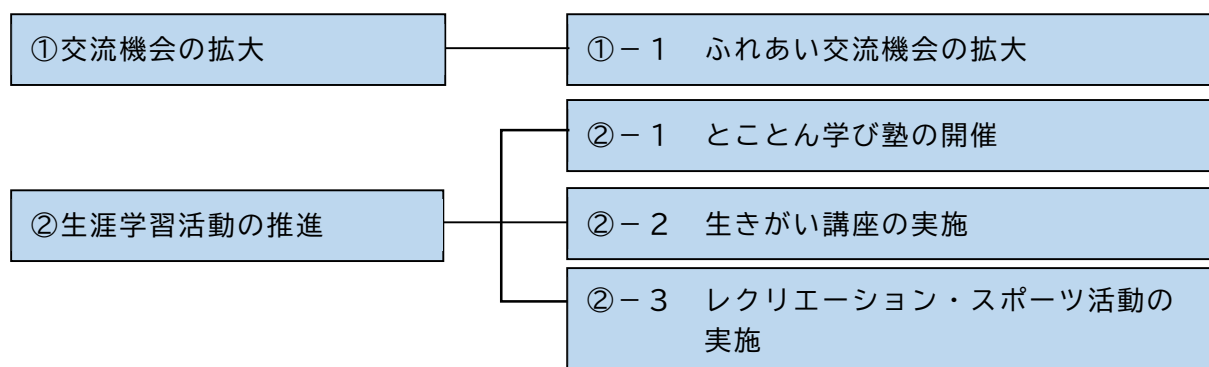 ①交流機会の拡大
①－１　ふれあい交流機会の拡大
②生涯学習活動の推進
②－１　とことん学び塾の開催
②－２　生きがい講座の実施
②－３　レクリエーション・スポーツ活動の
実施